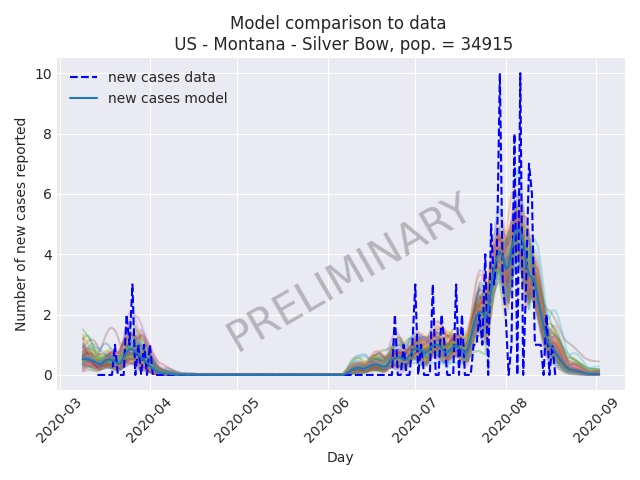 Model comparison to data
US - Montana - Silver Bow, pop. = 34915
new cases data
new cases model
PRELIMINARY
Number of new cases reported
10
8
6
4
2
0
2020-03
2020-04
2020-05
2020-06
2020-07
2020-08
2020-09
Day